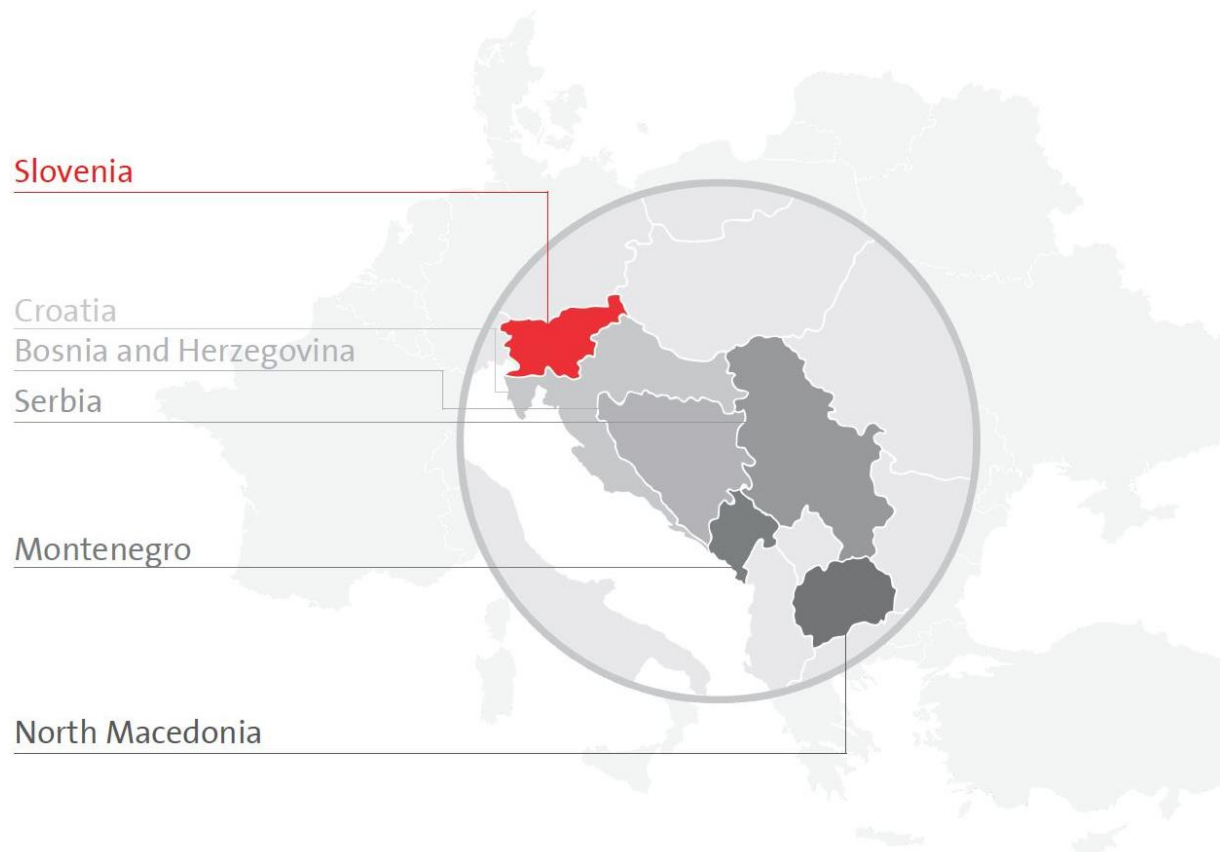 Slovenia
Croatia
Bosnia and Herzegovina
Serbia
Montenegro
North Macedonia